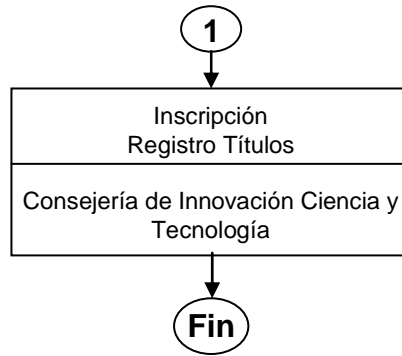 1
Inscripción
Registro Títulos
Consejería de Innovación Ciencia y
Tecnología
Fin